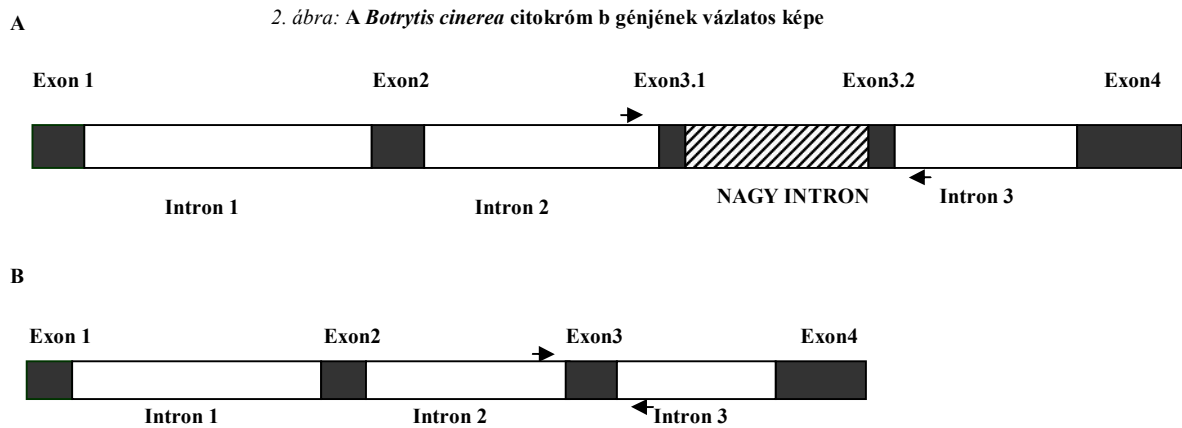 2. ábra: A Botrytis cinerea citokróm b génjének vázlatos képe
A
Exon 1 Exon2 Exon3.1 Exon3.2 Exon4
Intron 1 Intron 2 NAGY INTRON Intron 3
B
Exon 1 Exon2 Exon3 Exon4
Intron 1 Intron 2 Intron 3